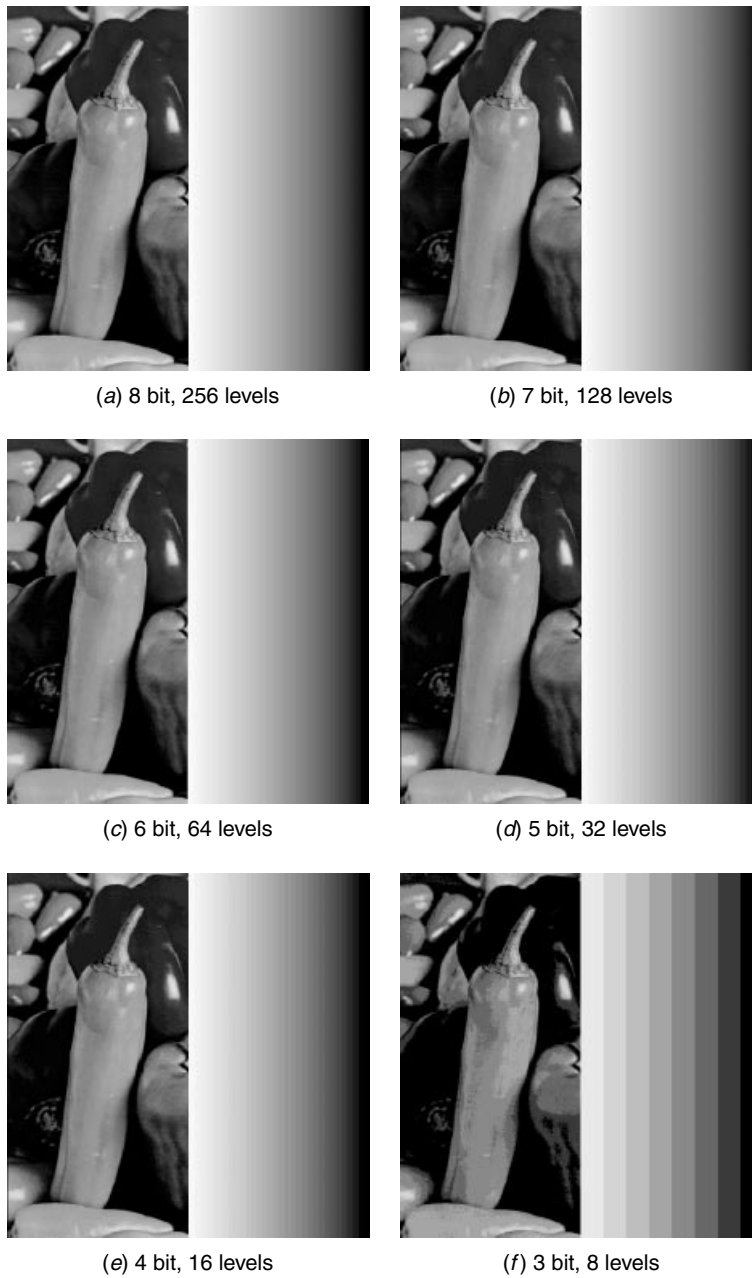 (a) 8 bit, 256 levels
(b) 7 bit, 128 levels
(c) 6 bit, 64 levels
(d) 5 bit, 32 levels
(e) 4 bit, 16 levels
(f) 3 bit, 8 levels